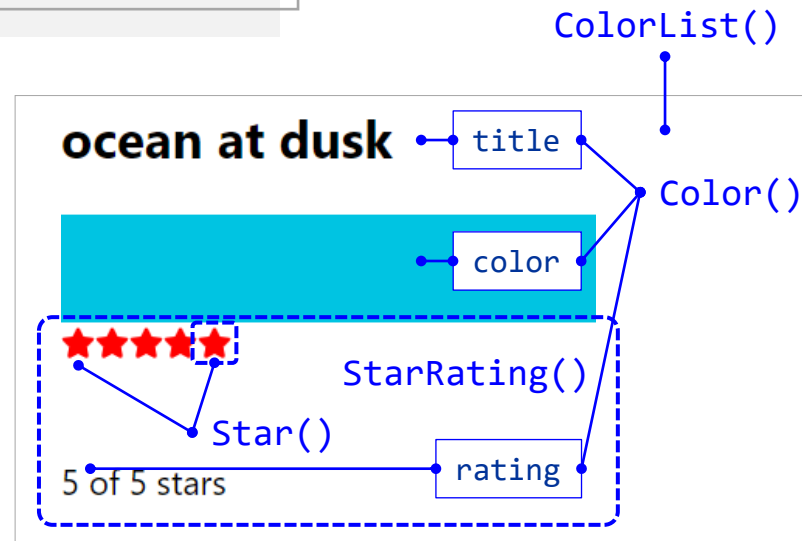 ColorList()
ocean at dusk
title
Color()
color
StarRating()
Star()
rating
5 of 5 stars